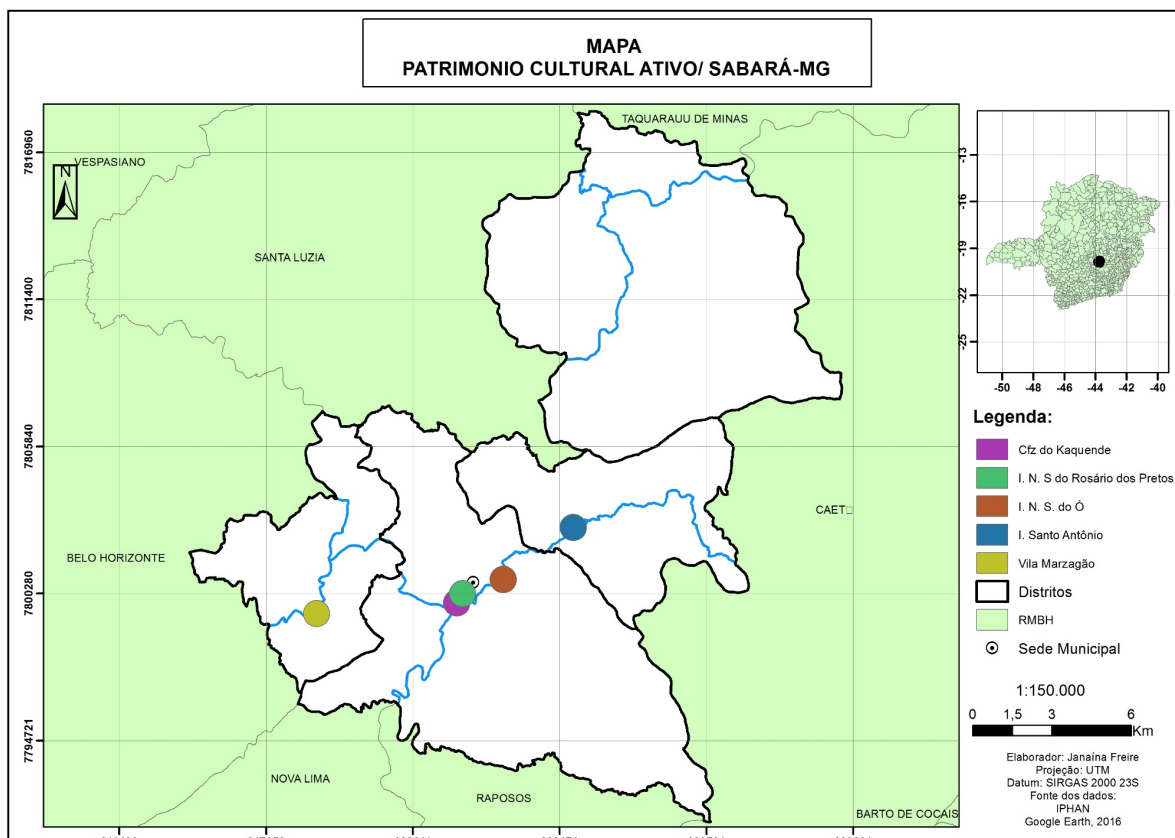 MAPA
PATRIMONIO CULTURAL ATIVO/ SABARÁ-MG
TAQUARAUU DE MINAS
VESPASIANO
N
SANTA LUZIA
BELO HORIZONTE
CAET□
NOVA LIMA
RAPOSOS
BARTO DE COCAIS
7816960
7811400
7805840
7800280
7794721
-13
-16
-19
-22
-25
-50 -48 -46 -44 -42 -40
Legenda:
Cfz do Kaquende
I. N. S do Rosário dos Pretos
I. N. S. do Ó
I. Santo Antônio
Vila Marzagão
Distritos
RMBH
Sede Municipal
1:150.000
0 1,5 3 6
Km
Elaborador: Janaína Freire
Projeção: UTM
Datum: SIRGAS 2000 23S
Fonte dos dados:
IPHAN
Google Earth, 2016